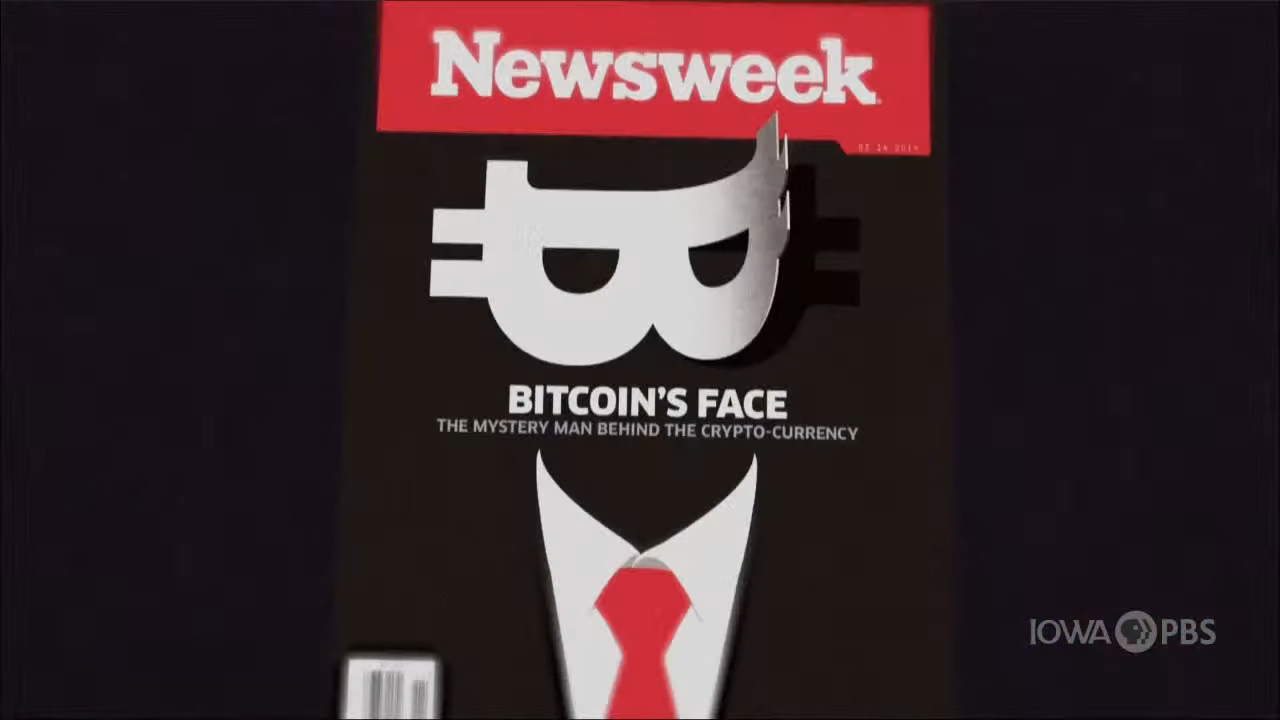 Newsweek
BITCOIN'S FACE
THE MYSTERY MAN BEHIND THE CRYPTO-CURRENCY
IOWA PBS